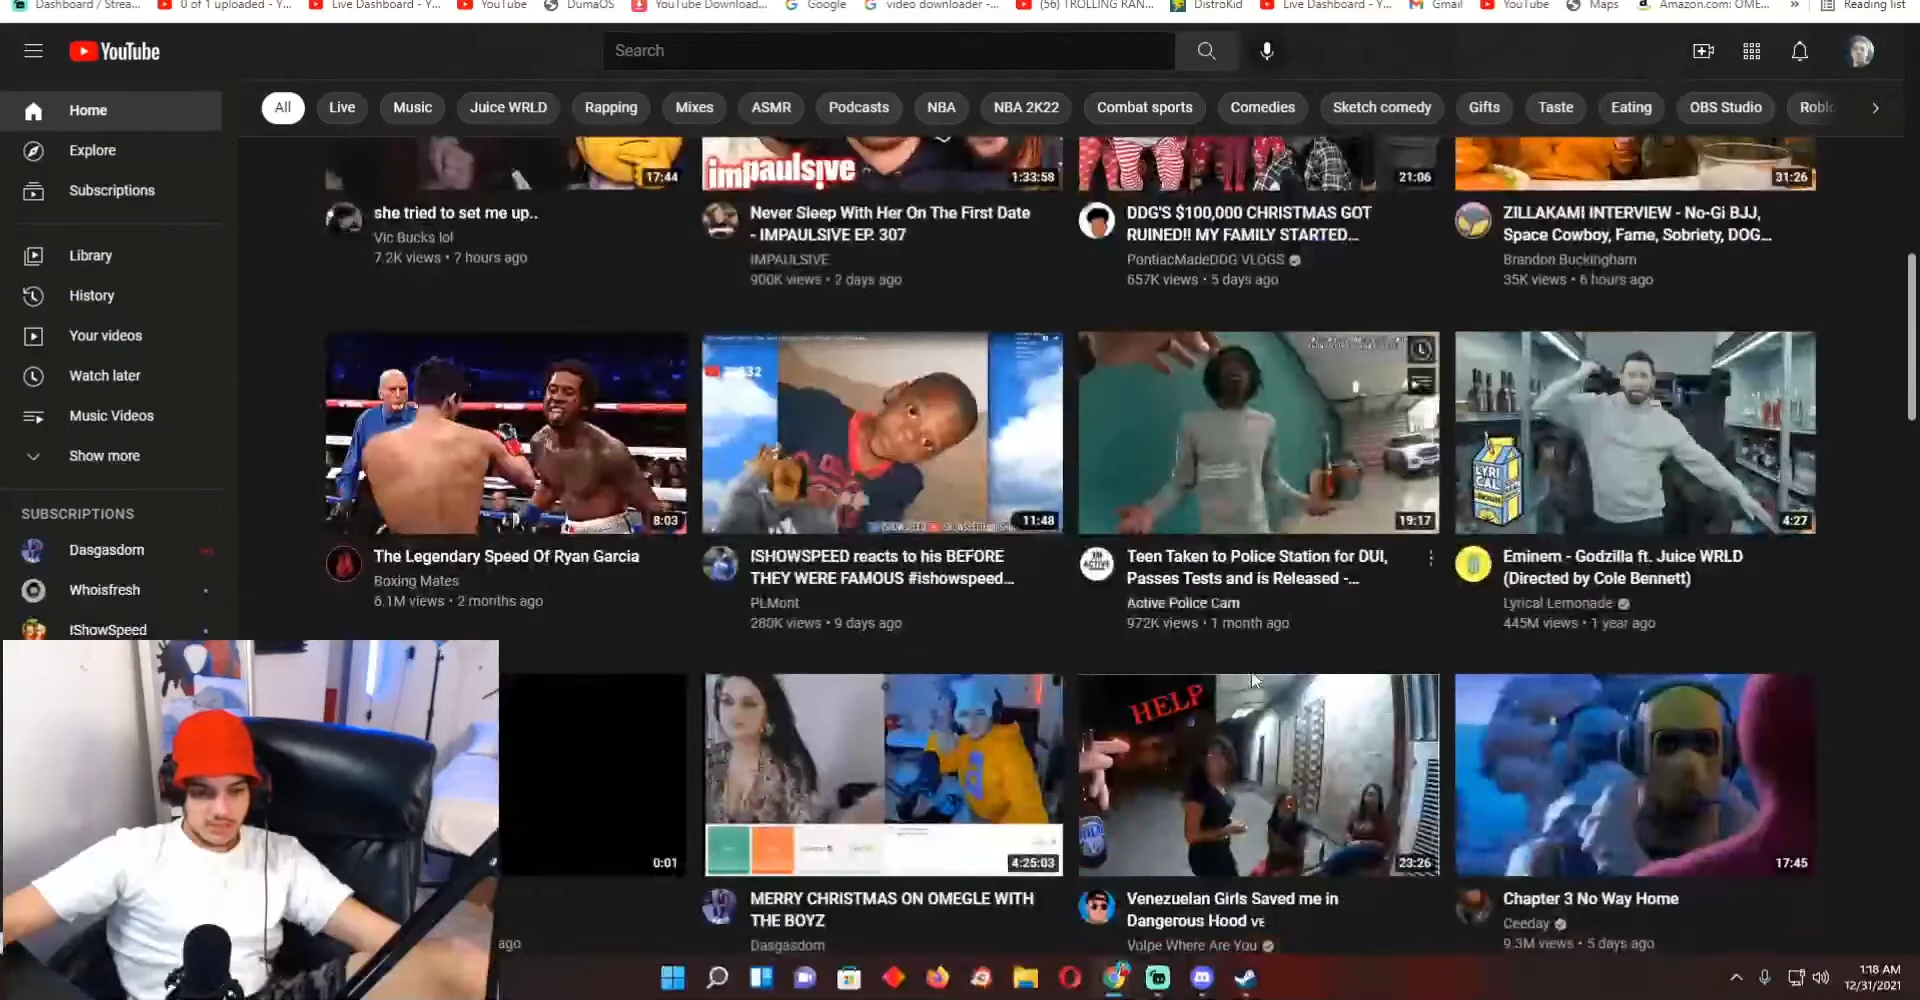 Dashboard / Strea...
0 of 1 uploaded - Y...
Live Dashboard - Y...
YouTube
DumaOS
YouTube Download...
Google
video downloader -...
(56) TROLLING RAN...
DistroKid
Live Dashboard - Y...
Gmail
YouTube
Maps
Amazon.com: OME...
»
Reading list
YouTube
Search
Home
Explore
Subscriptions
Library
History
Your videos
Watch later
Music Videos
Show more
SUBSCRIPTIONS
Dasgasdom
Whoisfresh
IShowSpeed
All
Live
Music
Juice WRLD
Rapping
Mixes
ASMR
Podcasts
NBA
NBA 2K22
Combat sports
Comedies
Sketch comedy
Gifts
Taste
Eating
OBS Studio
Roblo
17:44
she tried to set me up..
Vic Bucks lol
7.2K views • 7 hours ago
impaulsive
1:33:58
Never Sleep With Her On The First Date
- IMPAULSIVE EP. 307
IMPAULSIVE
900K views • 2 days ago
21:06
DDG'S $100,000 CHRISTMAS GOT
RUINED!! MY FAMILY STARTED...
PontiacMadeDDG VLOGS
657K views • 5 days ago
31:26
ZILLAKAMI INTERVIEW - No-Gi BJJ,
Space Cowboy, Fame, Sobriety, DOG...
Brandon Buckingham
35K views • 6 hours ago
8:03
The Legendary Speed Of Ryan Garcia
Boxing Mates
6.1M views • 2 months ago
11:48
ISHOWSPEED reacts to his BEFORE
THEY WERE FAMOUS #ishowspeed...
PLMont
280K views • 9 days ago
19:17
ACTIVE
Teen Taken to Police Station for DUI,
Passes Tests and is Released -...
Active Police Cam
972K views • 1 month ago
LYRI
CAL
4:27
Eminem - Godzilla ft. Juice WRLD
(Directed by Cole Bennett)
Lyrical Lemonade
445M views • 1 year ago
0:01
ago
4:25:03
MERRY CHRISTMAS ON OMEGLE WITH
THE BOYZ
Dasgasdom
HELP
23:26
Venezuelan Girls Saved me in
Dangerous Hood VE
Volpe Where Are You
17:45
Chapter 3 No Way Home
Ceeday
9.3M views • 5 days ago
1:18 AM
12/31/2021